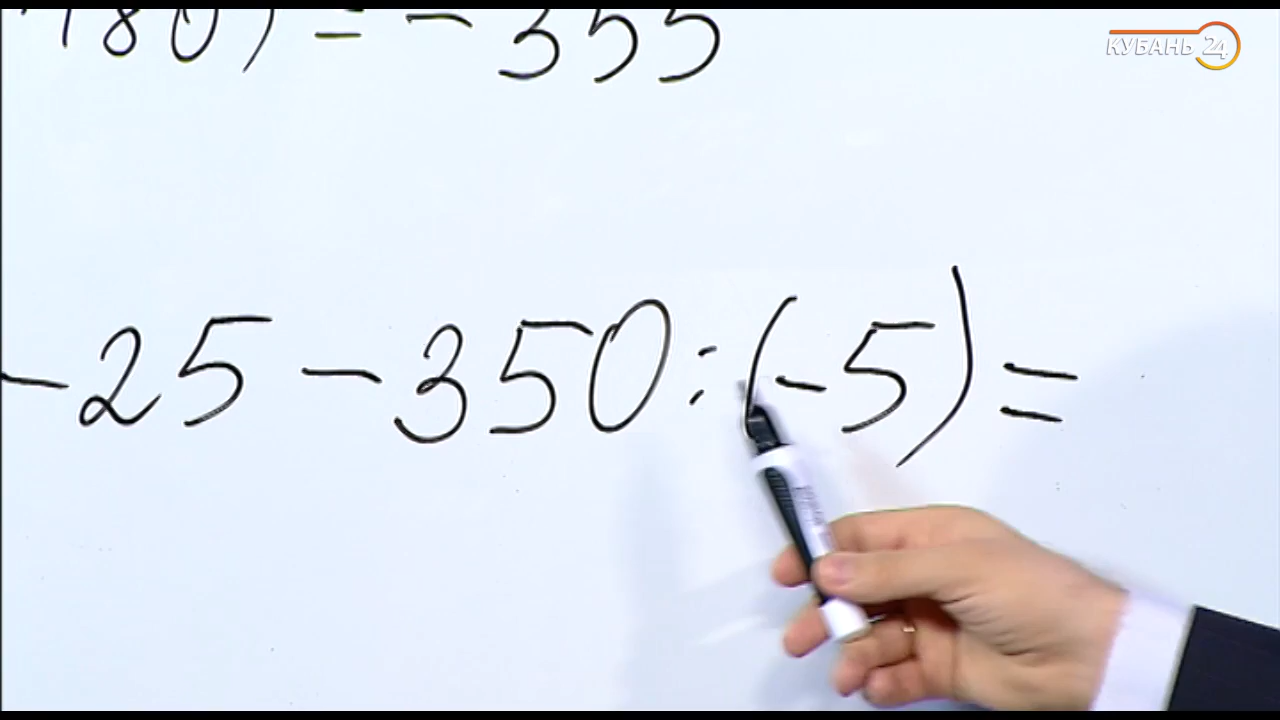 КУБАНЬ 24
180) = - 355
- 25 - 350 : (- 5) =